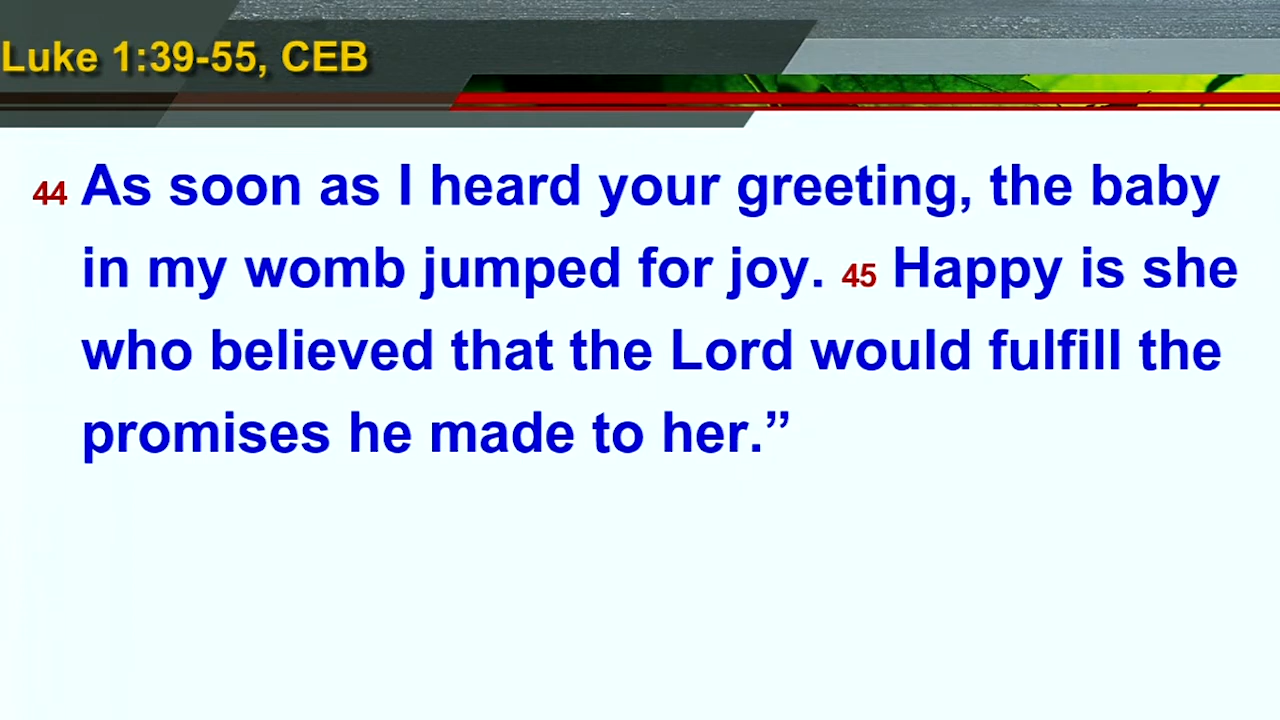 Luke 1:39-55, CEB
44 As soon as I heard your greeting, the baby
in my womb jumped for joy. 45 Happy is she
who believed that the Lord would fulfill the
promises he made to her.”